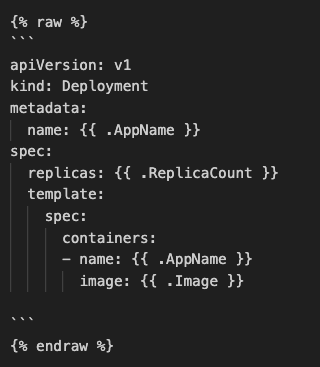 {% raw %}
```
apiVersion: v1
kind: Deployment
metadata:
  name: {{ .AppName }}
spec:
  replicas: {{ .ReplicaCount }}
  template:
    spec:
      containers:
      - name: {{ .AppName }}
        image: {{ .Image }}

```
{% endraw %}